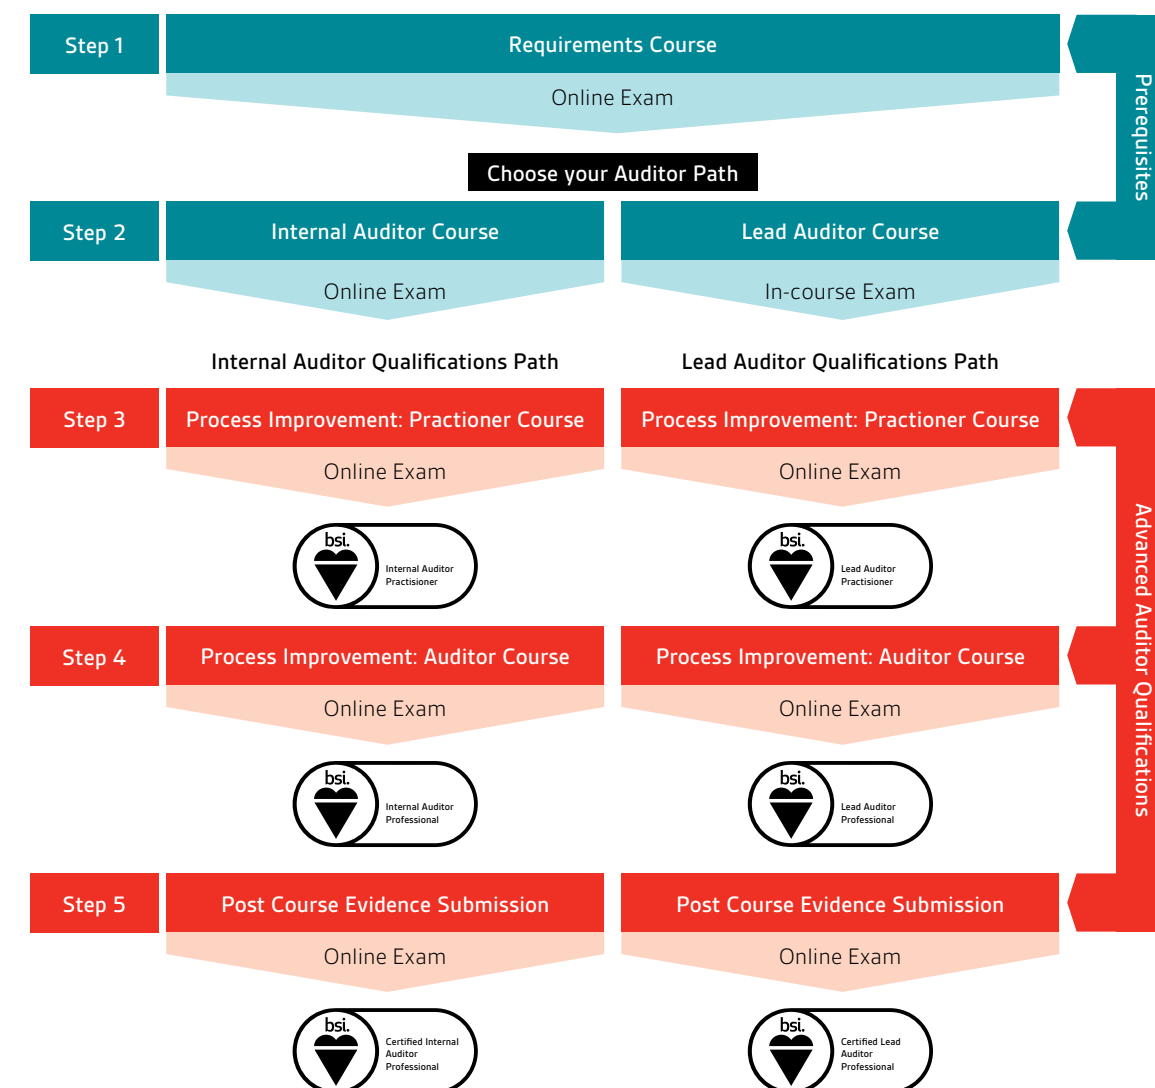 Step 1
Requirements Course
Online Exam
Prerequisites
Choose your Auditor Path
Step 2
Internal Auditor Course
Lead Auditor Course
Online Exam
In-course Exam
Internal Auditor Qualifications Path
Lead Auditor Qualifications Path
Step 3
Process Improvement: Practioner Course
Process Improvement: Practioner Course
Online Exam
Online Exam
Advanced Auditor Qualifications
bsi.
Internal Auditor
Practisioner
bsi.
Lead Auditor
Practisioner
Step 4
Process Improvement: Auditor Course
Process Improvement: Auditor Course
Online Exam
Online Exam
bsi.
Internal Auditor
Professional
bsi.
Lead Auditor
Professional
Step 5
Post Course Evidence Submission
Post Course Evidence Submission
Online Exam
Online Exam
bsi.
Certified Internal
Auditor
Professional
bsi.
Certified Lead
Auditor
Professional